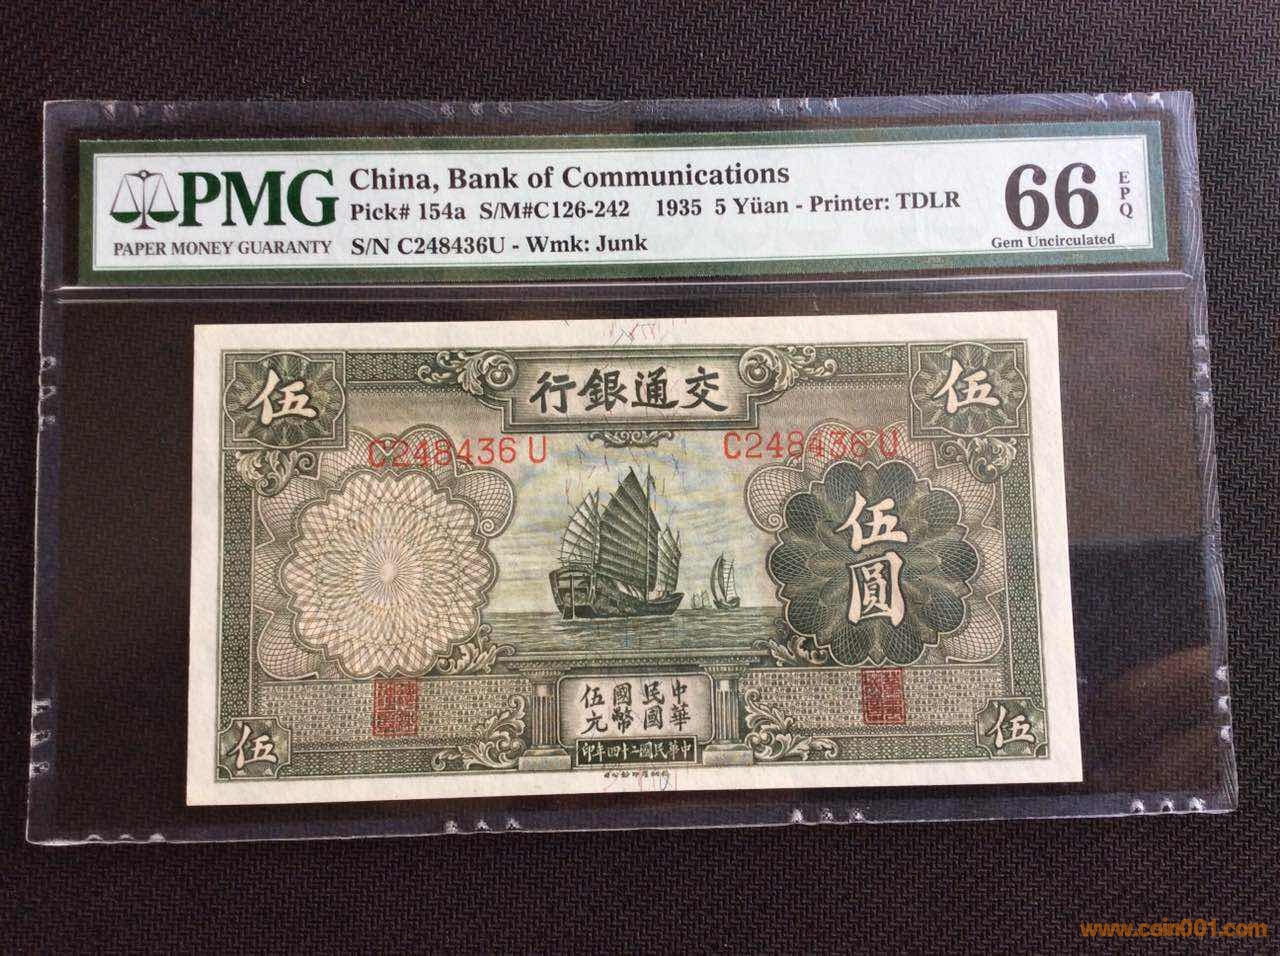 PMG
PAPER MONEY GUARANTY
China, Bank of Communications
Pick# 154a S/M#C126-242 1935 5 Yüan - Printer: TDLR
S/N C248436U - Wmk: Junk
66
EPQ
Gem Uncirculated
伍
行銀通交
伍
C248436 U
C248436 U
伍圓
中華民國國幣伍元
印年四十二國民華中
伍
伍
www.coin001.com